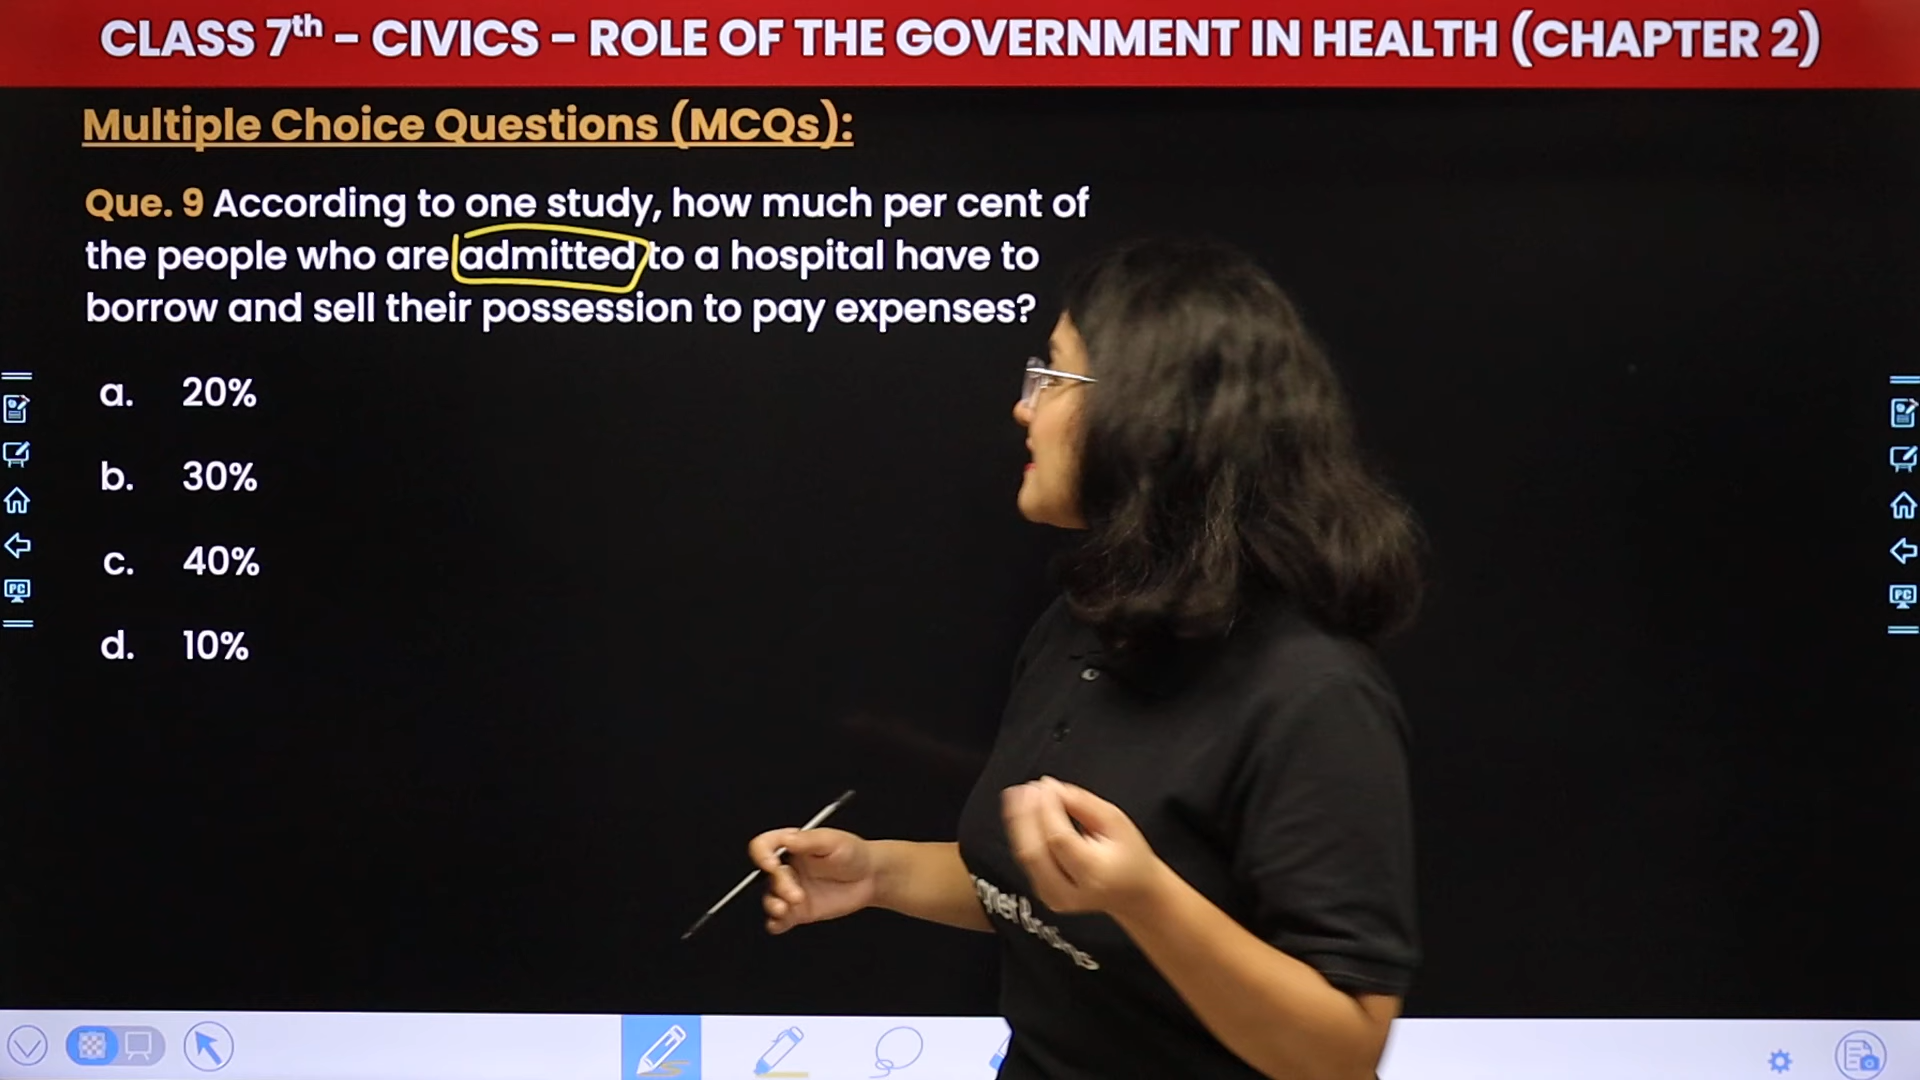 CLASS 7th – CIVICS – ROLE OF THE GOVERNMENT IN HEALTH (CHAPTER 2)
Multiple Choice Questions (MCQs):
Que. 9 According to one study, how much per cent of
the people who are admitted to a hospital have to
borrow and sell their possession to pay expenses?
a. 20%
b. 30%
c. 40%
d. 10%
PC
PC